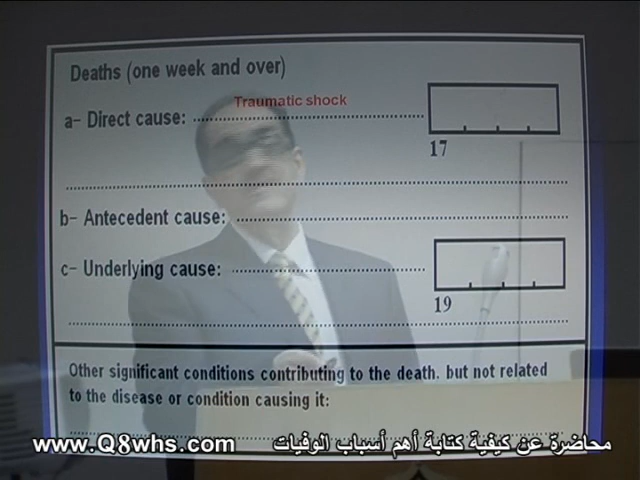 Deaths (one week and over)
Traumatic shock
a- Direct cause:
17
b- Antecedent cause:
c- Underlying cause:
19
Other significant conditions contributing to the death. but not related
to the disease or condition causing it:
www.Q8whs.com محاضرة عن كيفية كتابة أهم أسباب الوفيات